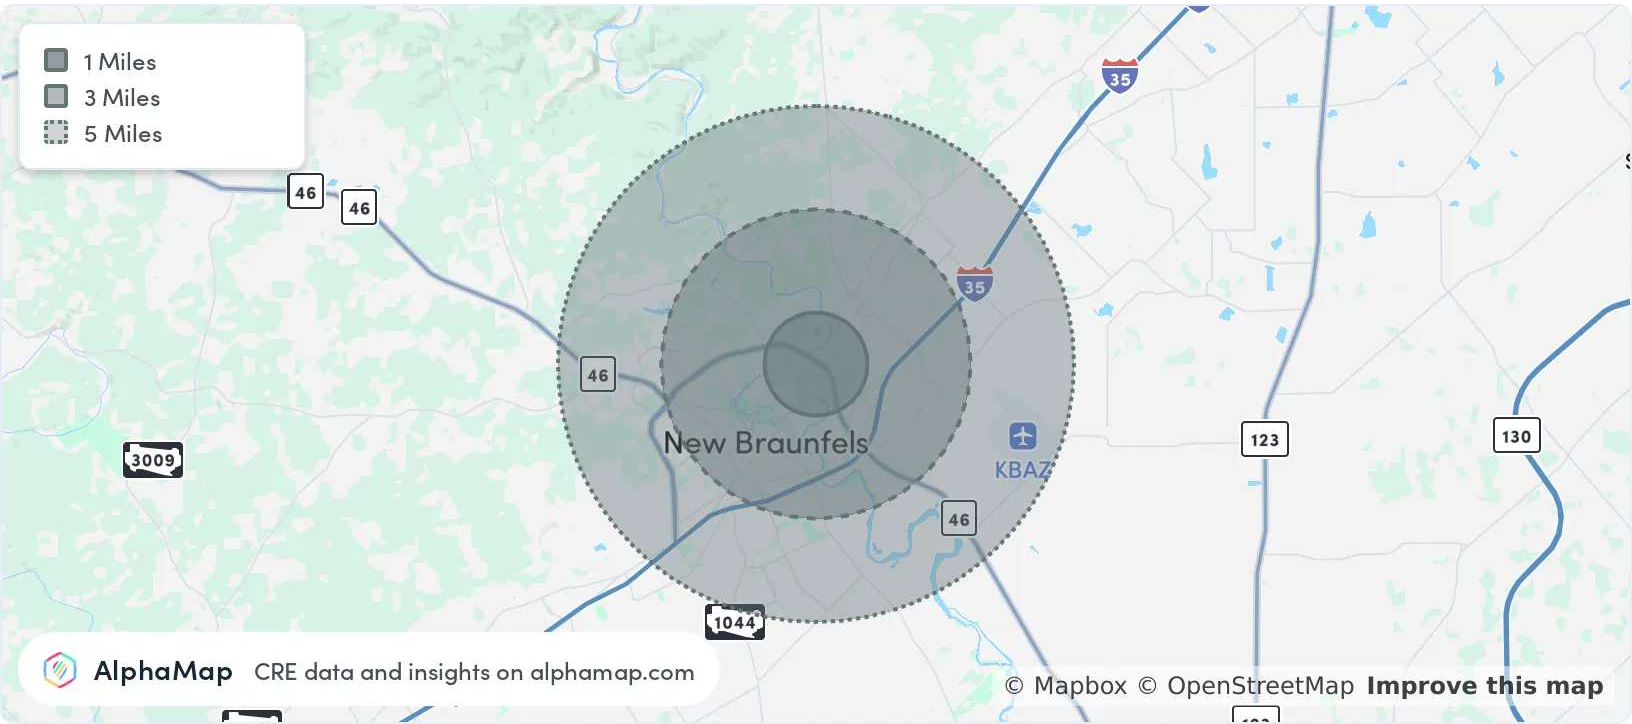 1 Miles
3 Miles
5 Miles
35
46
46
35
46
123
130
New Braunfels
3009
KBAZ
46
1044
AlphaMap CRE data and insights on alphamap.com
© Mapbox © OpenStreetMap Improve this map